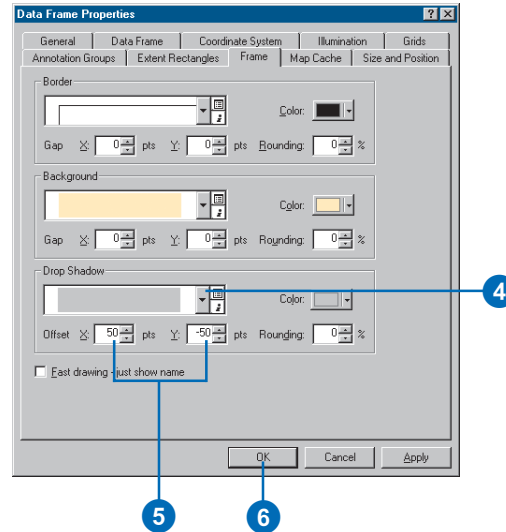 Data Frame Properties
General Data Frame Coordinate System Illumination Grids
Annotation Groups Extent Rectangles Frame Map Cache Size and Position
Border
Color:
Gap X: 0 pts Y: 0 pts Rounding: 0 %
Background
Color:
Gap X: 0 pts Y: 0 pts Rounding: 0 %
Drop Shadow
Color:
4
Offset X: 50 pts Y: -50 pts Rounding: 0 %
Fast drawing - just show name
OK Cancel Apply
5 6